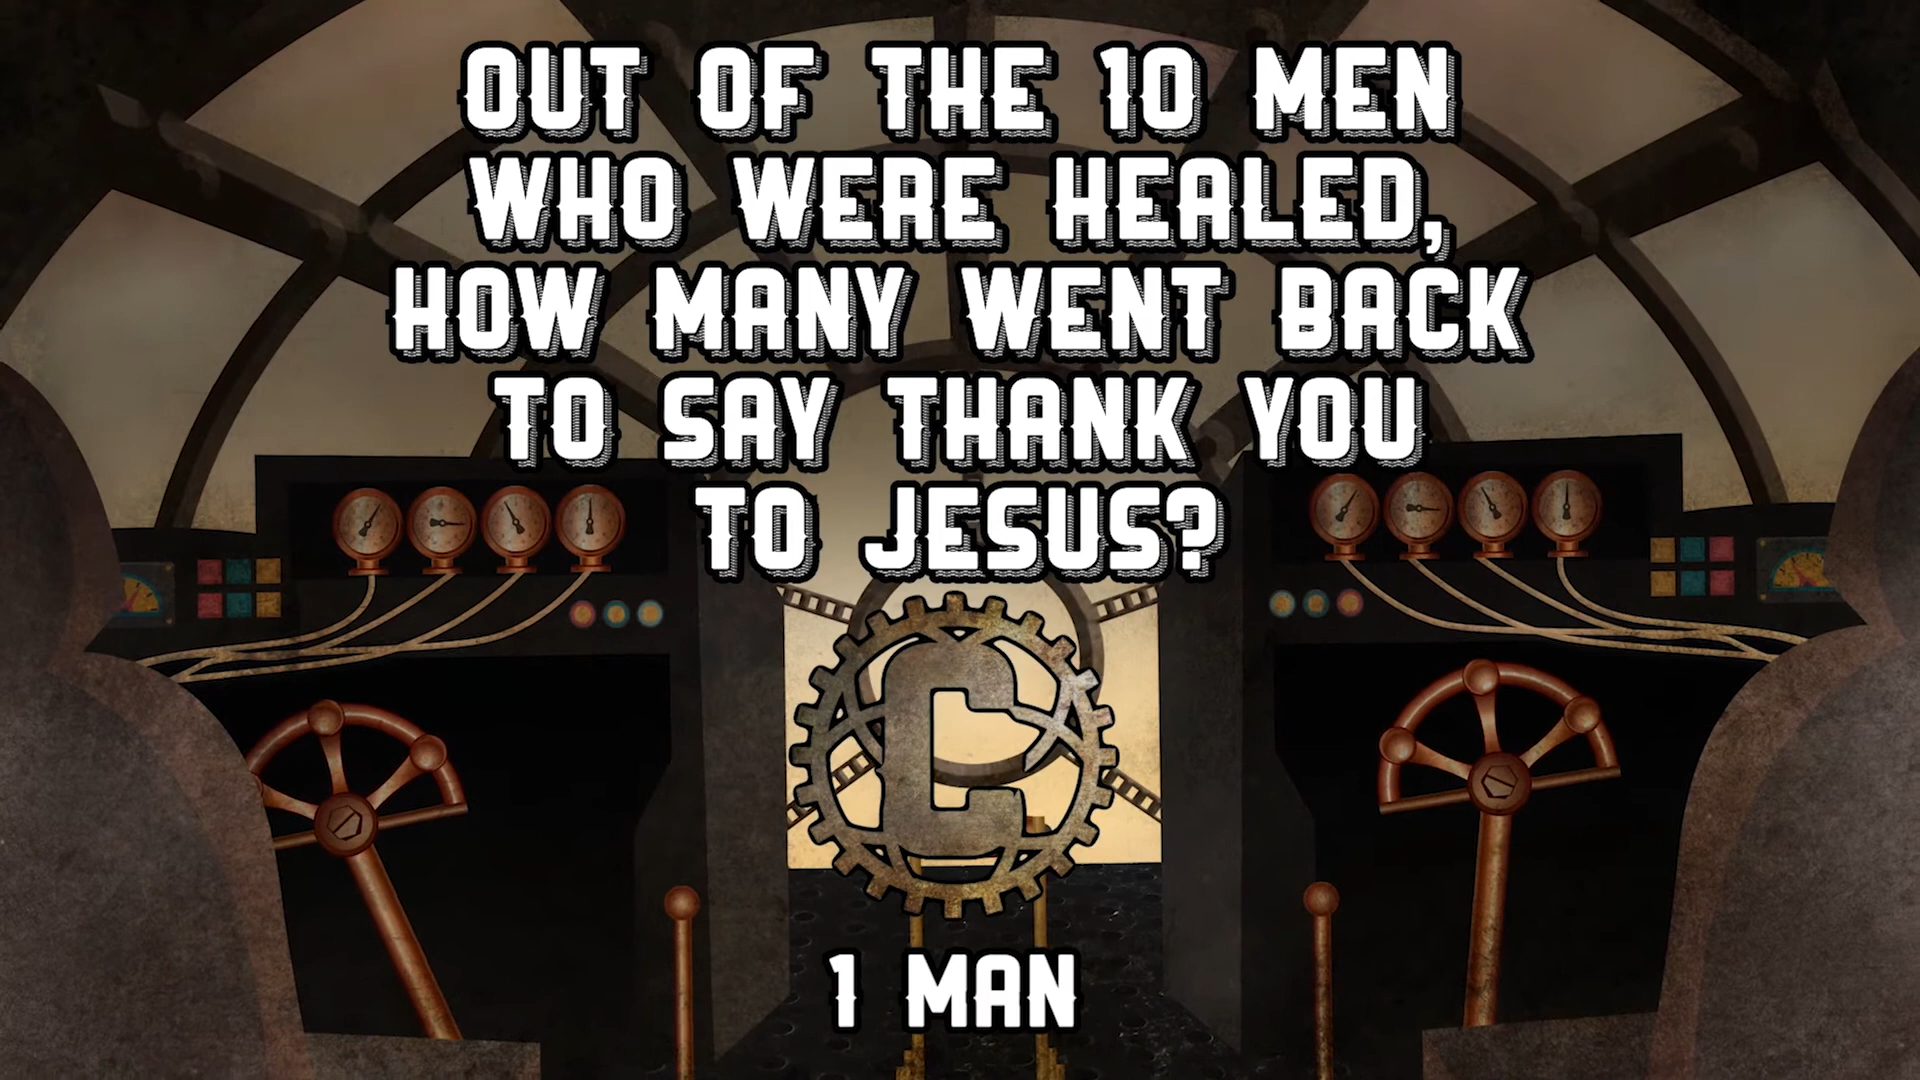 OUT OF THE 10 MEN
WHO WERE HEALED,
HOW MANY WENT BACK
TO SAY THANK YOU
TO JESUS?
C
1 MAN